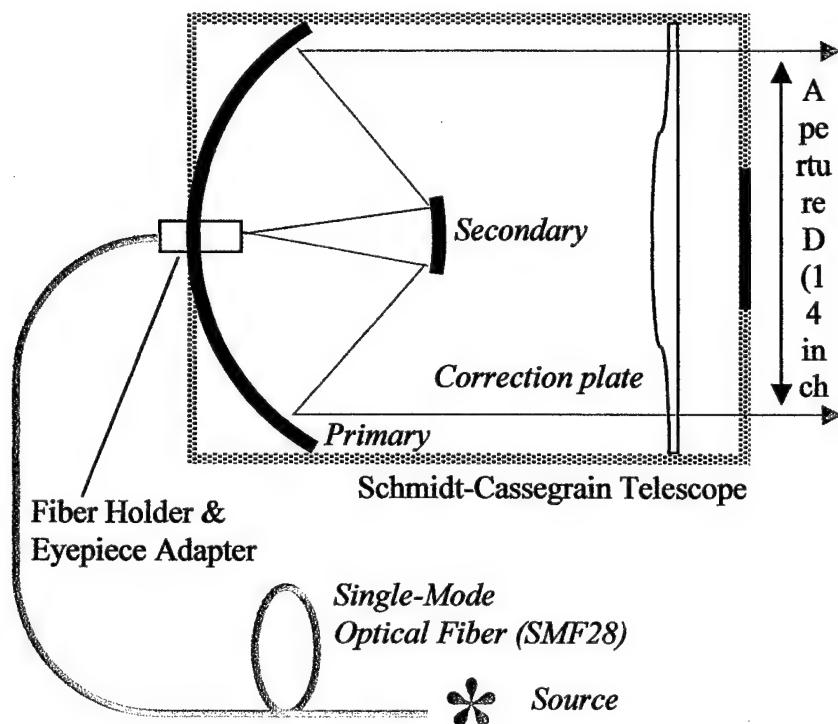 A
pe
rtu
re
D
(1
4
in
ch
Secondary
Correction plate
Primary
Schmidt-Cassegrain Telescope
Fiber Holder &
Eyepiece Adapter
Single-Mode
Optical Fiber (SMF28)
Source